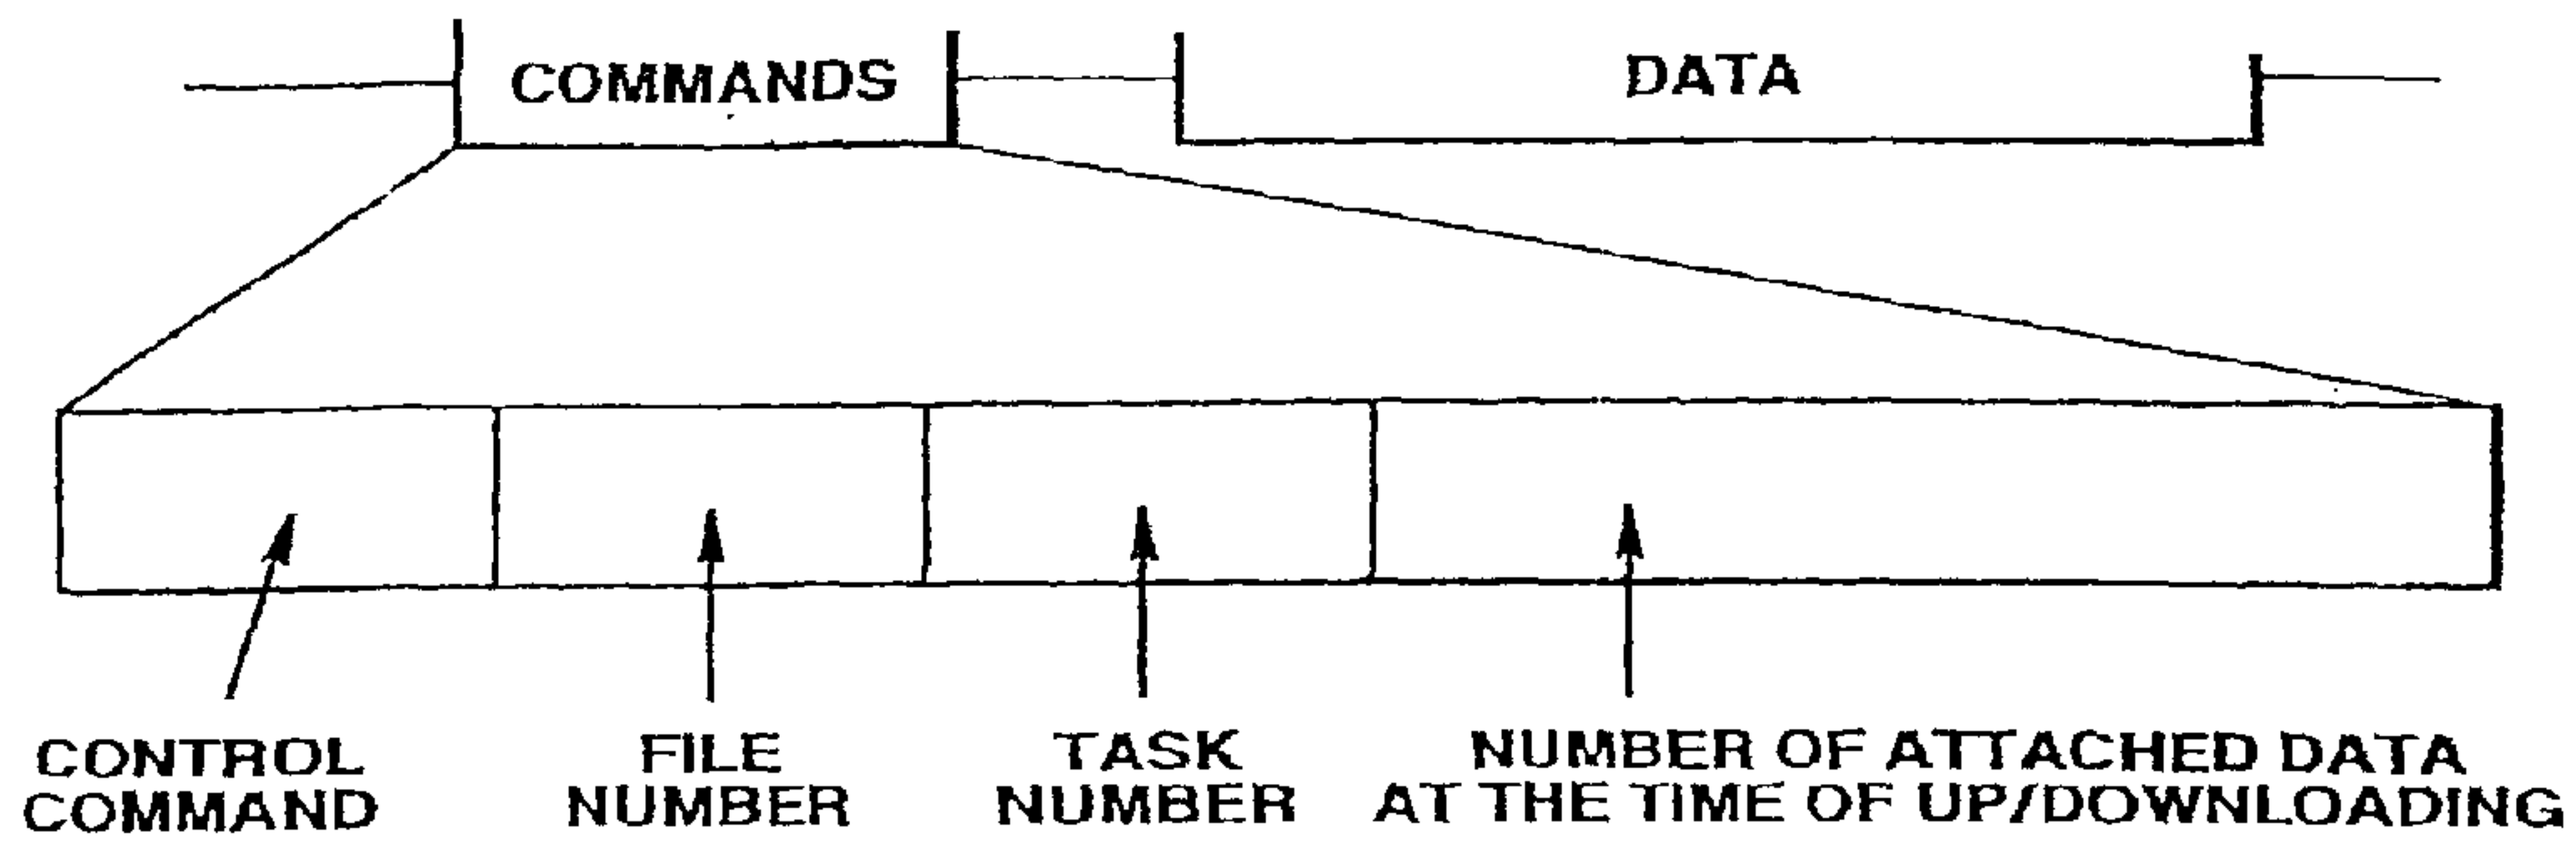 COMMANDS
DATA
CONTROL
COMMAND
FILE
NUMBER
TASK
NUMBER
NUMBER OF ATTACHED DATA
AT THE TIME OF UP/DOWNLOADING